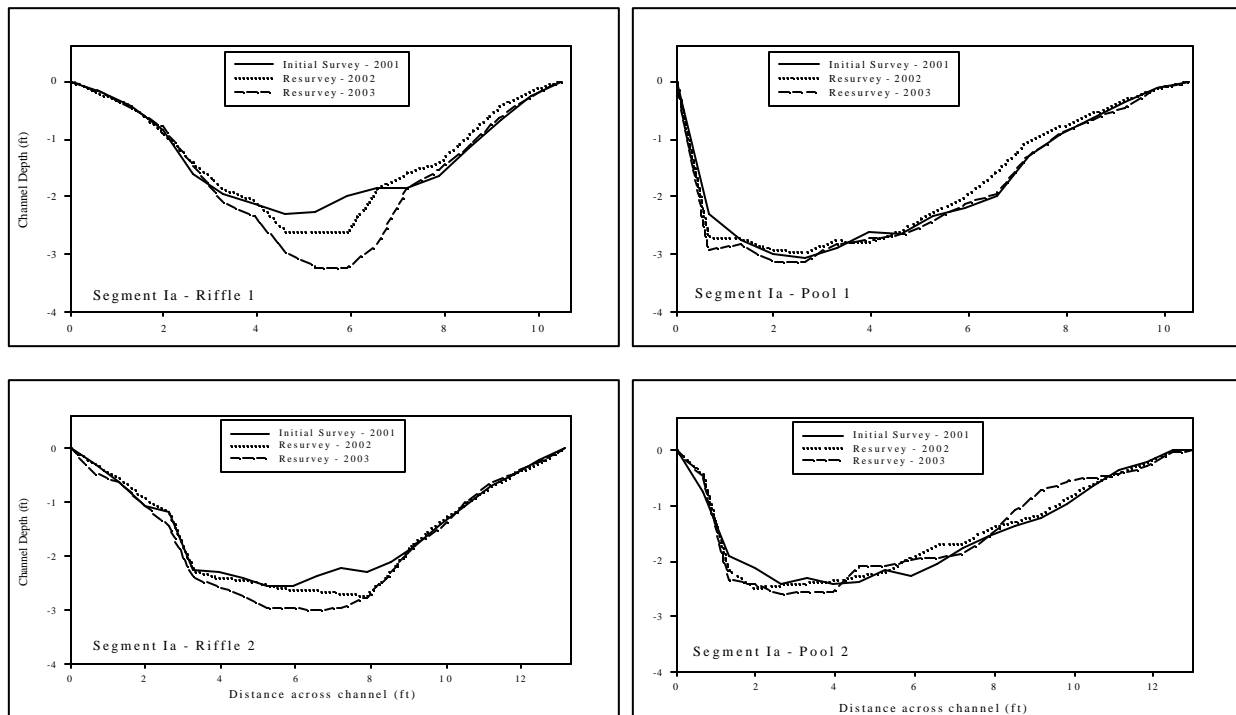 Initial Survey - 2001
Resurvey - 2002
Resurvey - 2003
0
-1
-2
-3
-4
Channel Depth (ft)
Segment Ia - Riffle 1
0 2 4 6 8 10
Initial Survey - 2001
Resurvey - 2002
Reesurvey - 2003
0
-1
-2
-3
-4
Segment Ia - Pool 1
0 2 4 6 8 10
Initial Survey - 2001
Resurvey - 2002
Resurvey - 2003
0
-1
-2
-3
-4
Channel Depth (ft)
Segment Ia - Riffle 2
0 2 4 6 8 10 12
Distance across channel (ft)
Initial Survey - 2001
Resurvey - 2002
Resurvey - 2003
0
-1
-2
-3
-4
Segment Ia - Pool 2
0 2 4 6 8 10 12
Distance across channel (ft)